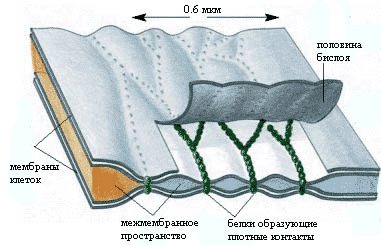 0.6 мкм
половина
бислоя
мембраны
клеток
межмембранное
пространство
белки образующие
плотные контакты